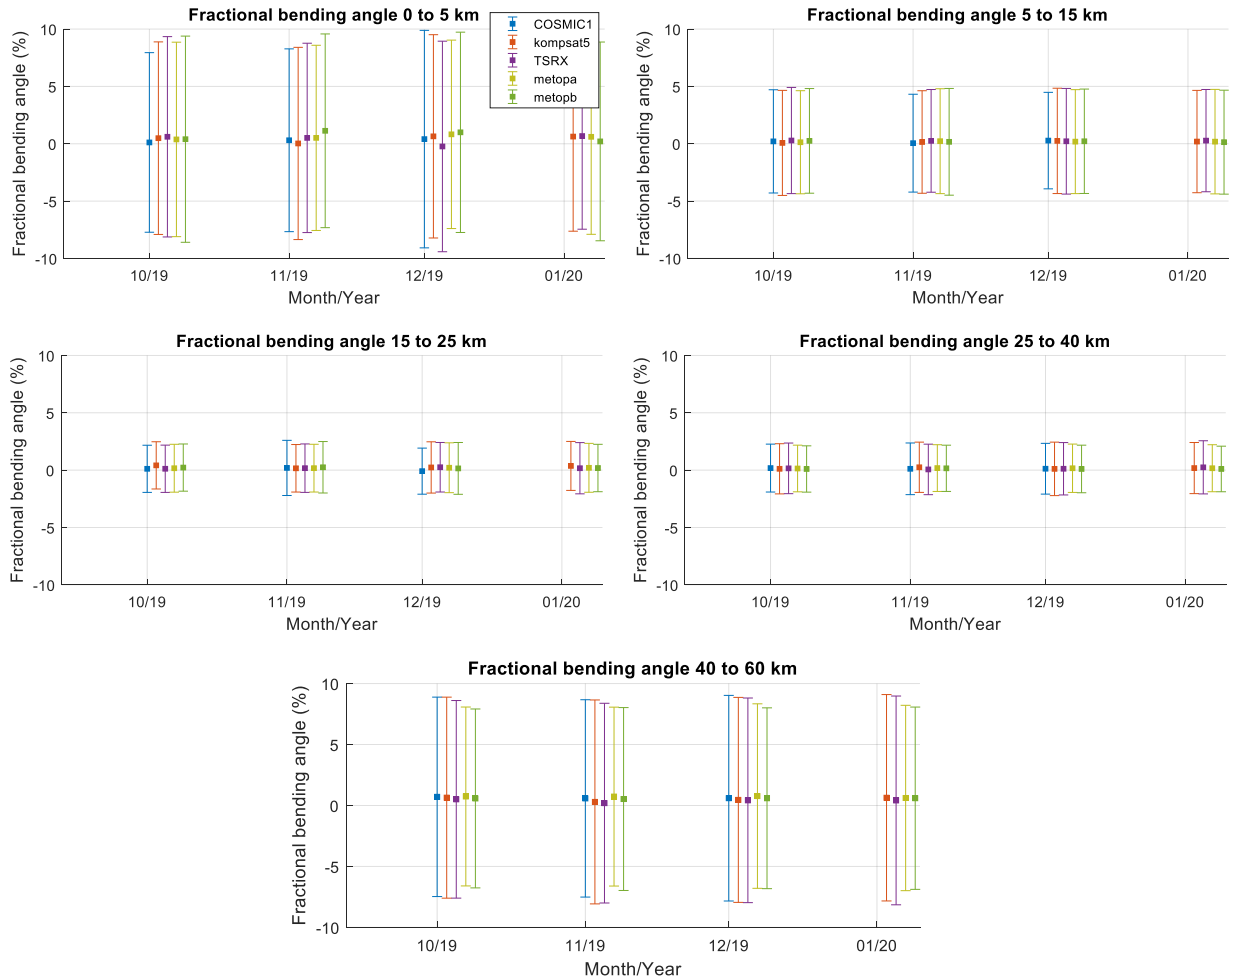 Fractional bending angle 0 to 5 km
Fractional bending angle (%)
10
5
0
-5
-10
10/19
11/19
12/19
01/20
Month/Year
COSMIC1
kompsat5
TSRX
metopa
metopb
Fractional bending angle 5 to 15 km
Fractional bending angle (%)
10
5
0
-5
-10
10/19
11/19
12/19
01/20
Month/Year
Fractional bending angle 15 to 25 km
Fractional bending angle (%)
10
5
0
-5
-10
10/19
11/19
12/19
01/20
Month/Year
Fractional bending angle 25 to 40 km
Fractional bending angle (%)
10
5
0
-5
-10
10/19
11/19
12/19
01/20
Month/Year
Fractional bending angle 40 to 60 km
Fractional bending angle (%)
10
5
0
-5
-10
10/19
11/19
12/19
01/20
Month/Year